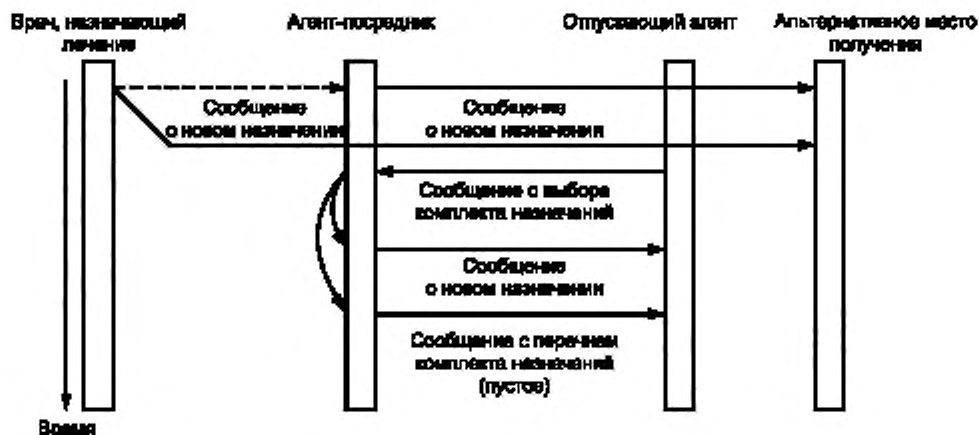 Врач, назначающий
лечение
Агент-посредник
Отпускающий агент
Альтернативное место
получения
Сообщение
о новом назначении
Сообщение
о новом назначении
Сообщение с выбора
комплекта назначений
Сообщение
о новом назначении
Сообщение с перечнем
комплекта назначений
(пустое)
Время